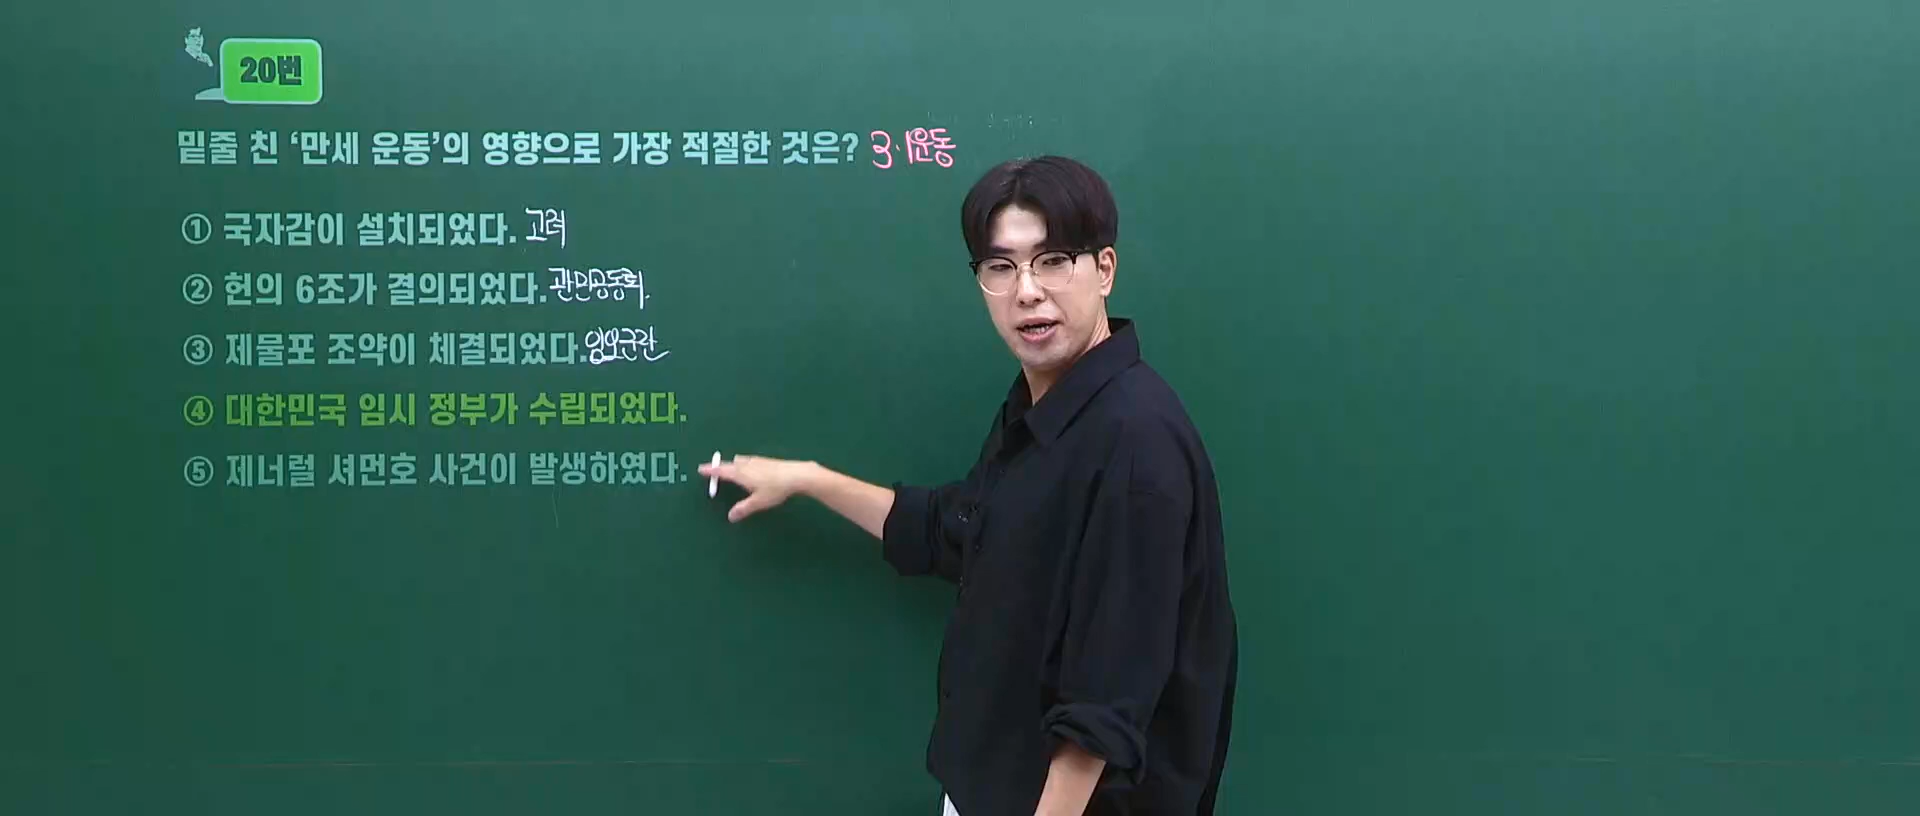 20번
밑줄 친 ‘만세 운동’의 영향으로 가장 적절한 것은? 3·1운동
① 국자감이 설치되었다. 고려
② 헌의 6조가 결의되었다. 관민공동회.
③ 제물포 조약이 체결되었다. 임오군란
④ 대한민국 임시 정부가 수립되었다.
⑤ 제너럴 셔먼호 사건이 발생하였다.